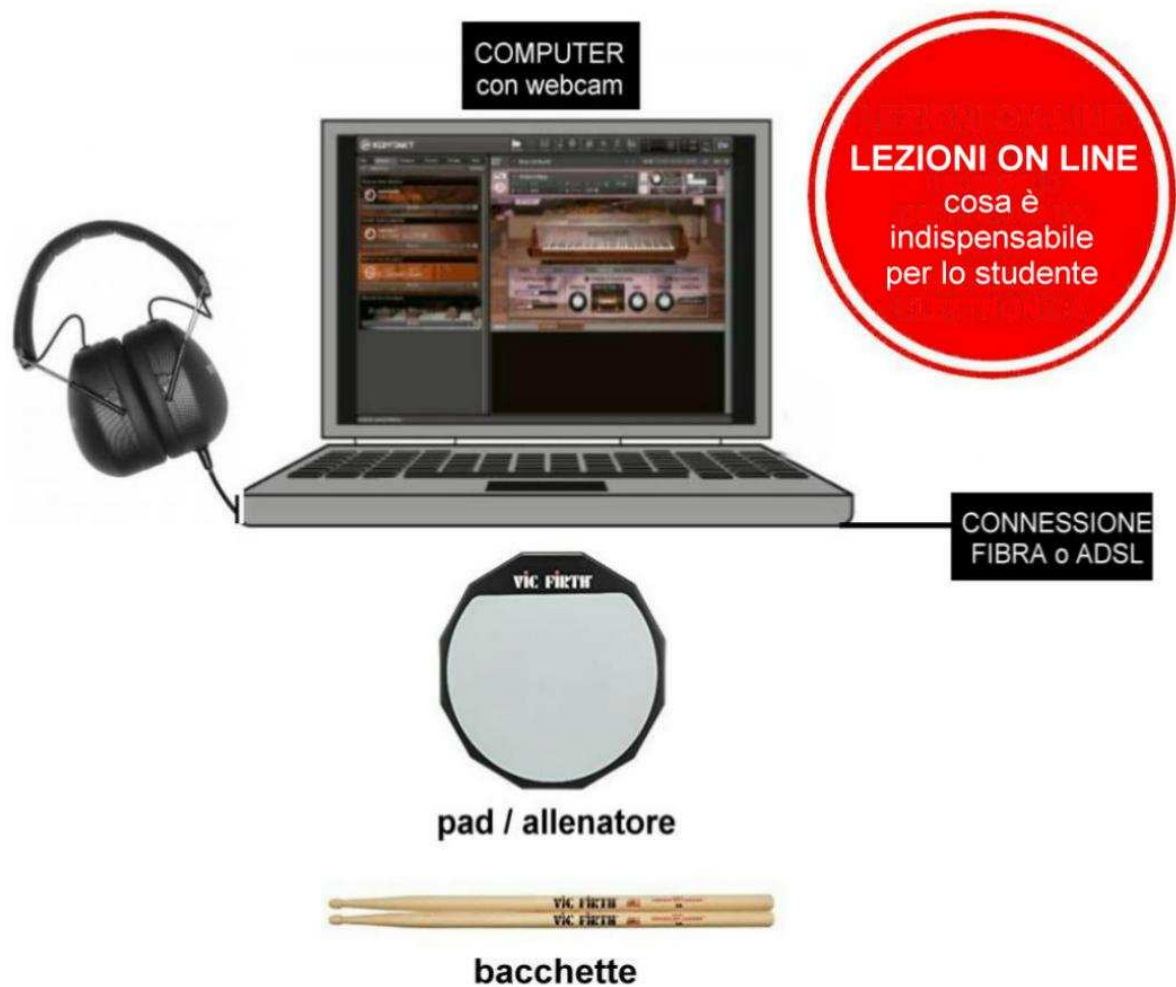 COMPUTER
con webcam
LEZIONI ON LINE
cosa è
indispensabile
per lo studente
KONTAKT
CONNESSIONE
FIBRA o ADSL
VIC FIRTH
pad / allenatore
VIC FIRTH
VIC FIRTH
bacchette